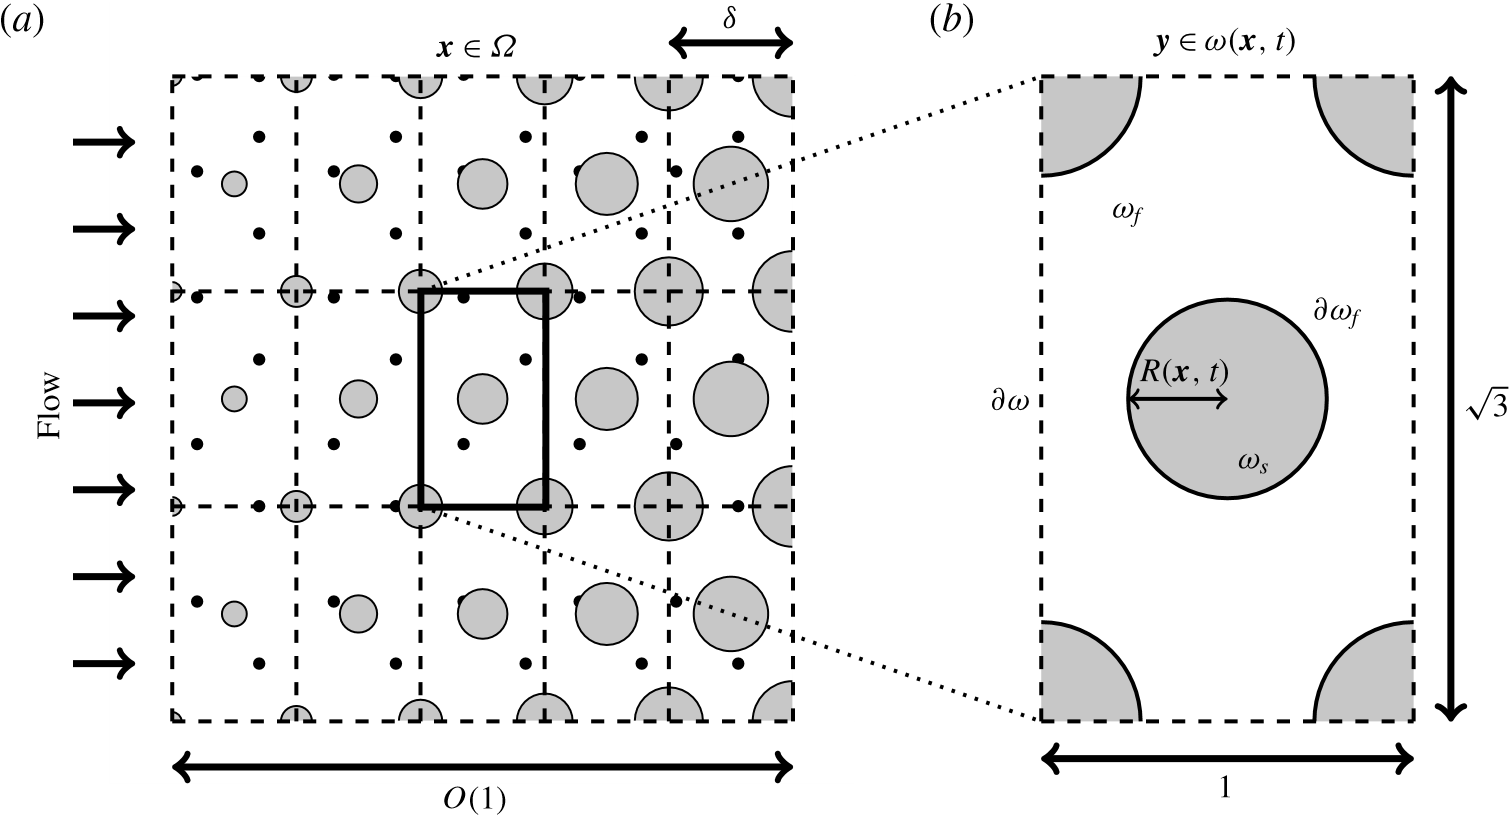 (a)
δ
x ∈ Ω
Flow
O(1)
(b)
y ∈ ω(x, t)
ω_f
∂ω_f
R(x, t)
∂ω
ω_s
√3
1